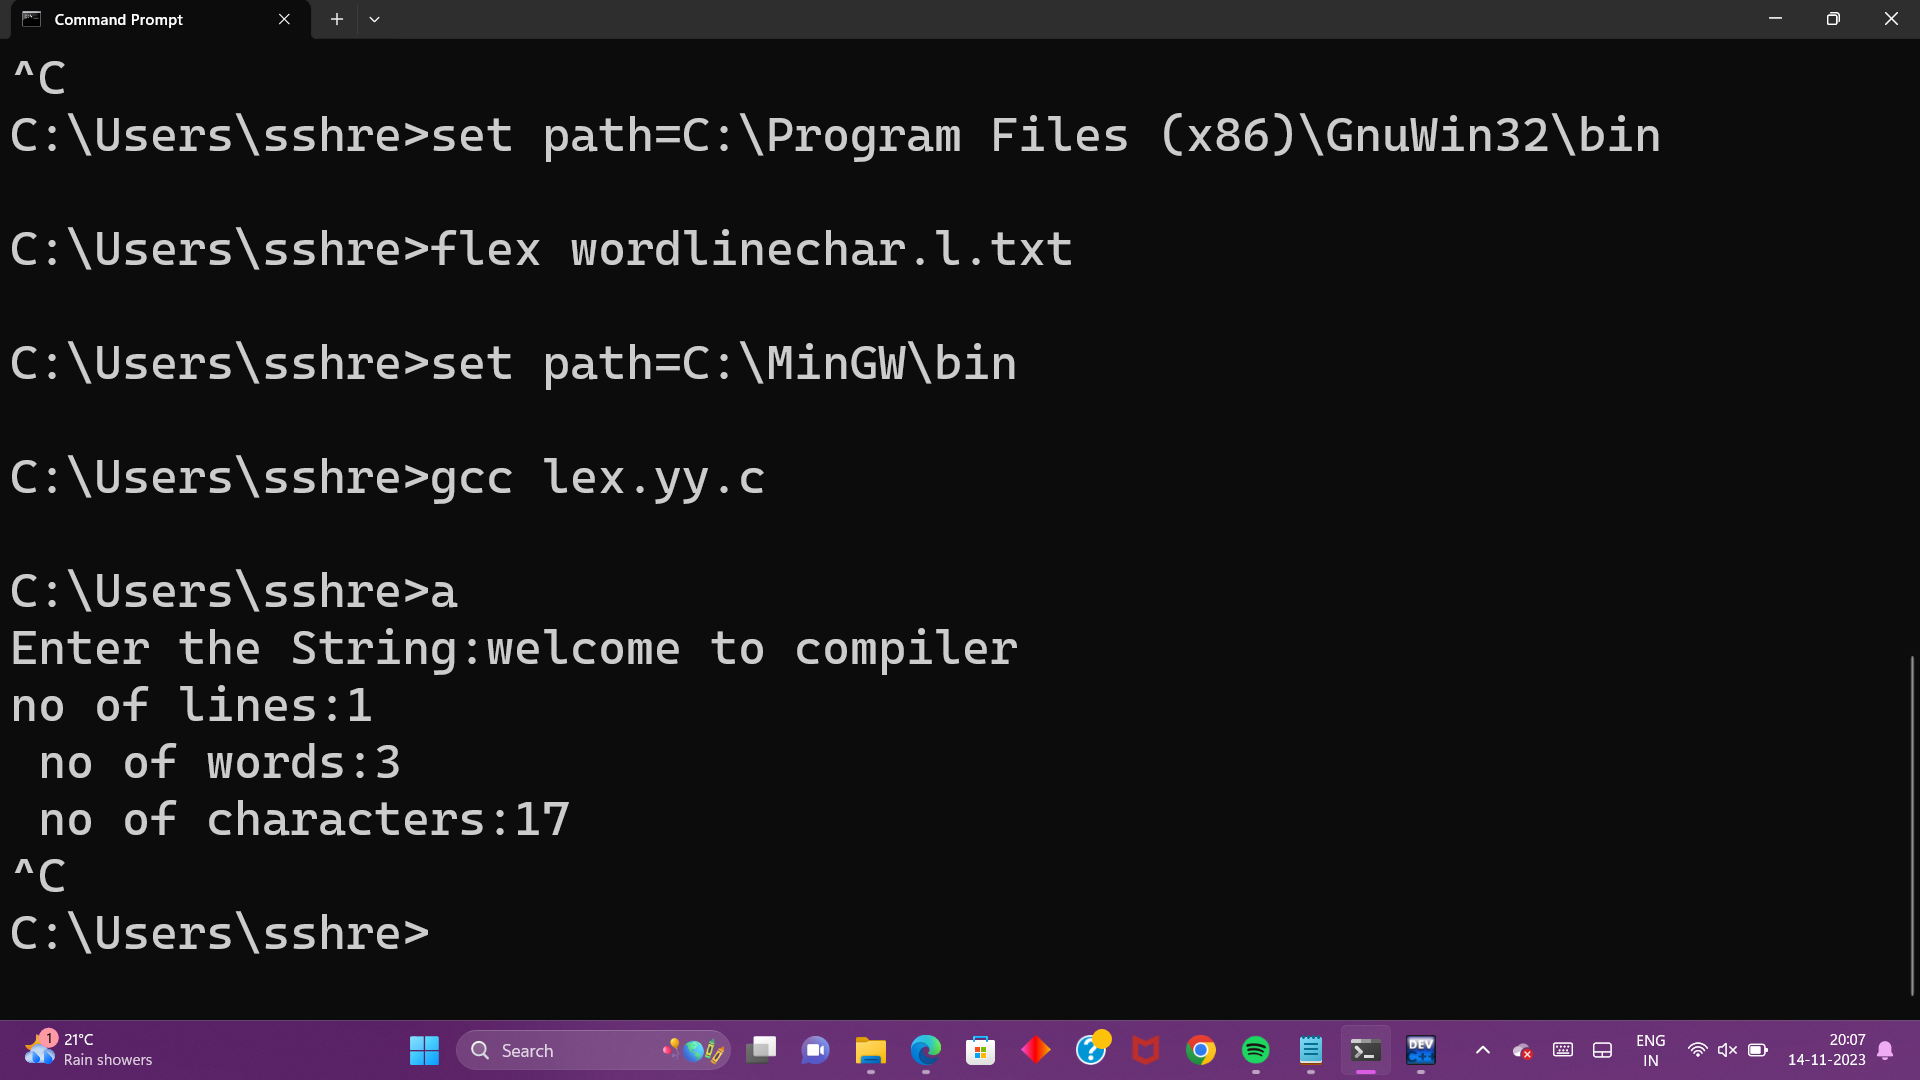 Command Prompt
^C
C:\Users\sshre>set path=C:\Program Files (x86)\GnuWin32\bin
C:\Users\sshre>flex wordlinechar.l.txt
C:\Users\sshre>set path=C:\MinGW\bin
C:\Users\sshre>gcc lex.yy.c
C:\Users\sshre>a
Enter the String:welcome to compiler
no of lines:1
 no of words:3
 no of characters:17
^C
C:\Users\sshre>
1
21°C
Rain showers
Search
DEV
ENG
IN
20:07
14-11-2023